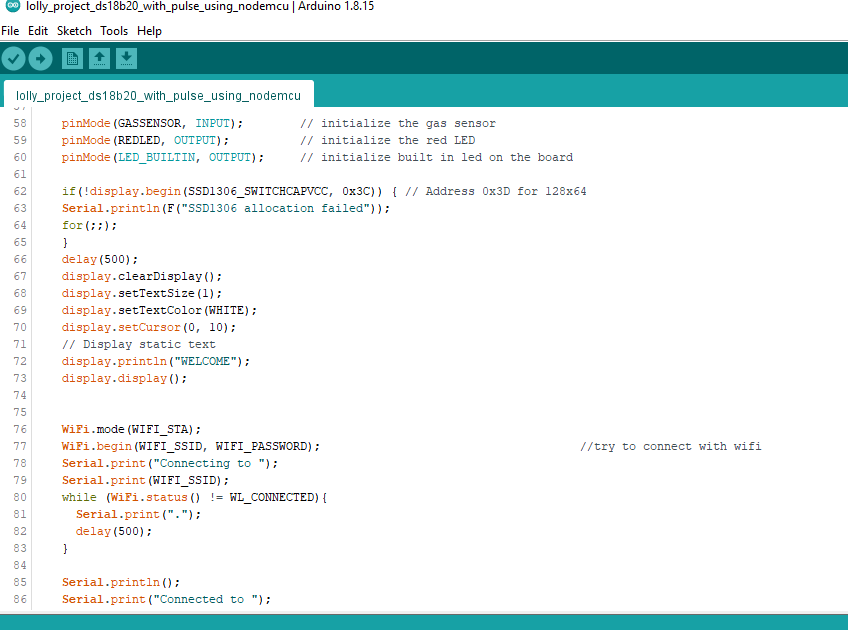 lolly_project_ds18b20_with_pulse_using_nodemcu | Arduino 1.8.15
File Edit Sketch Tools Help
lolly_project_ds18b20_with_pulse_using_nodemcu
57
58 pinMode(GASSENSOR, INPUT); // initialize the gas sensor
59 pinMode(REDLED, OUTPUT); // initialize the red LED
60 pinMode(LED_BUILTIN, OUTPUT); // initialize built in led on the board
61
62 if(!display.begin(SSD1306_SWITCHCAPVCC, 0x3C)) { // Address 0x3D for 128x64
63 Serial.println(F("SSD1306 allocation failed"));
64 for(;;);
65 }
66 delay(500);
67 display.clearDisplay();
68 display.setTextSize(1);
69 display.setTextColor(WHITE);
70 display.setCursor(0, 10);
71 // Display static text
72 display.println("WELCOME");
73 display.display();
74
75
76 WiFi.mode(WIFI_STA);
77 WiFi.begin(WIFI_SSID, WIFI_PASSWORD); //try to connect with wifi
78 Serial.print("Connecting to ");
79 Serial.print(WIFI_SSID);
80 while (WiFi.status() != WL_CONNECTED){
81 Serial.print(".");
82 delay(500);
83 }
84
85 Serial.println();
86 Serial.print("Connected to ");